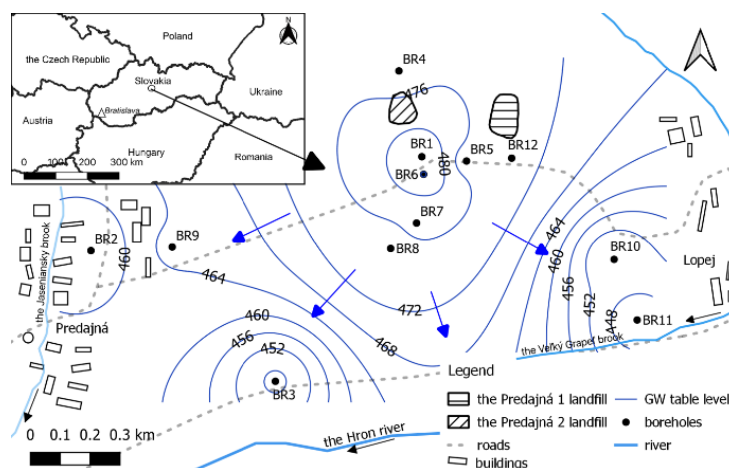 Poland
the Czech Republic
Slovakia
Ukraine
Bratislava
Austria
Hungary
Romania
0 100 200 300 km
BR4
476
BR1
BR5
BR12
480
BR6
BR7
BR8
BR2
BR9
460
464
464
460
456
452
448
BR10
Lopej
BR11
the Jaseniansky brook
Predajná
472
468
460
456
452
BR3
the Veľký Grapeľ brook
the Hron river
0 0.1 0.2 0.3 km
Legend
the Predajná 1 landfill
GW table level
the Predajná 2 landfill
boreholes
roads
river
buildings